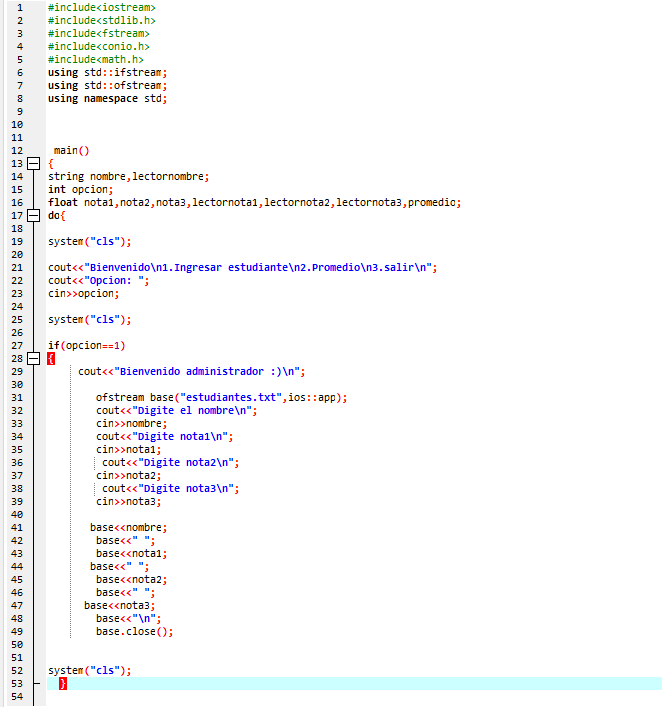 1 #include<iostream>
2 #include<stdlib.h>
3 #include<fstream>
4 #include<conio.h>
5 #include<math.h>
6 using std::ifstream;
7 using std::ofstream;
8 using namespace std;
9
10
11
12 main()
13 {
14 string nombre,lectornombre;
15 int opcion;
16 float nota1,nota2,nota3,lectornota1,lectornota2,lectornota3,promedio;
17 do{
18
19 system("cls");
20
21 cout<<"Bienvenido\n1.Ingresar estudiante\n2.Promedio\n3.salir\n";
22 cout<<"Opcion: ";
23 cin>>opcion;
24
25 system("cls");
26
27 if(opcion==1)
28 {
29 cout<<"Bienvenido administrador :)\n";
30
31 ofstream base("estudiantes.txt",ios::app);
32 cout<<"Digite el nombre\n";
33 cin>>nombre;
34 cout<<"Digite nota1\n";
35 cin>>nota1;
36 cout<<"Digite nota2\n";
37 cin>>nota2;
38 cout<<"Digite nota3\n";
39 cin>>nota3;
40
41 base<<nombre;
42 base<<" ";
43 base<<nota1;
44 base<<" ";
45 base<<nota2;
46 base<<" ";
47 base<<nota3;
48 base<<"\n";
49 base.close();
50
51
52 system("cls");
53 }
54